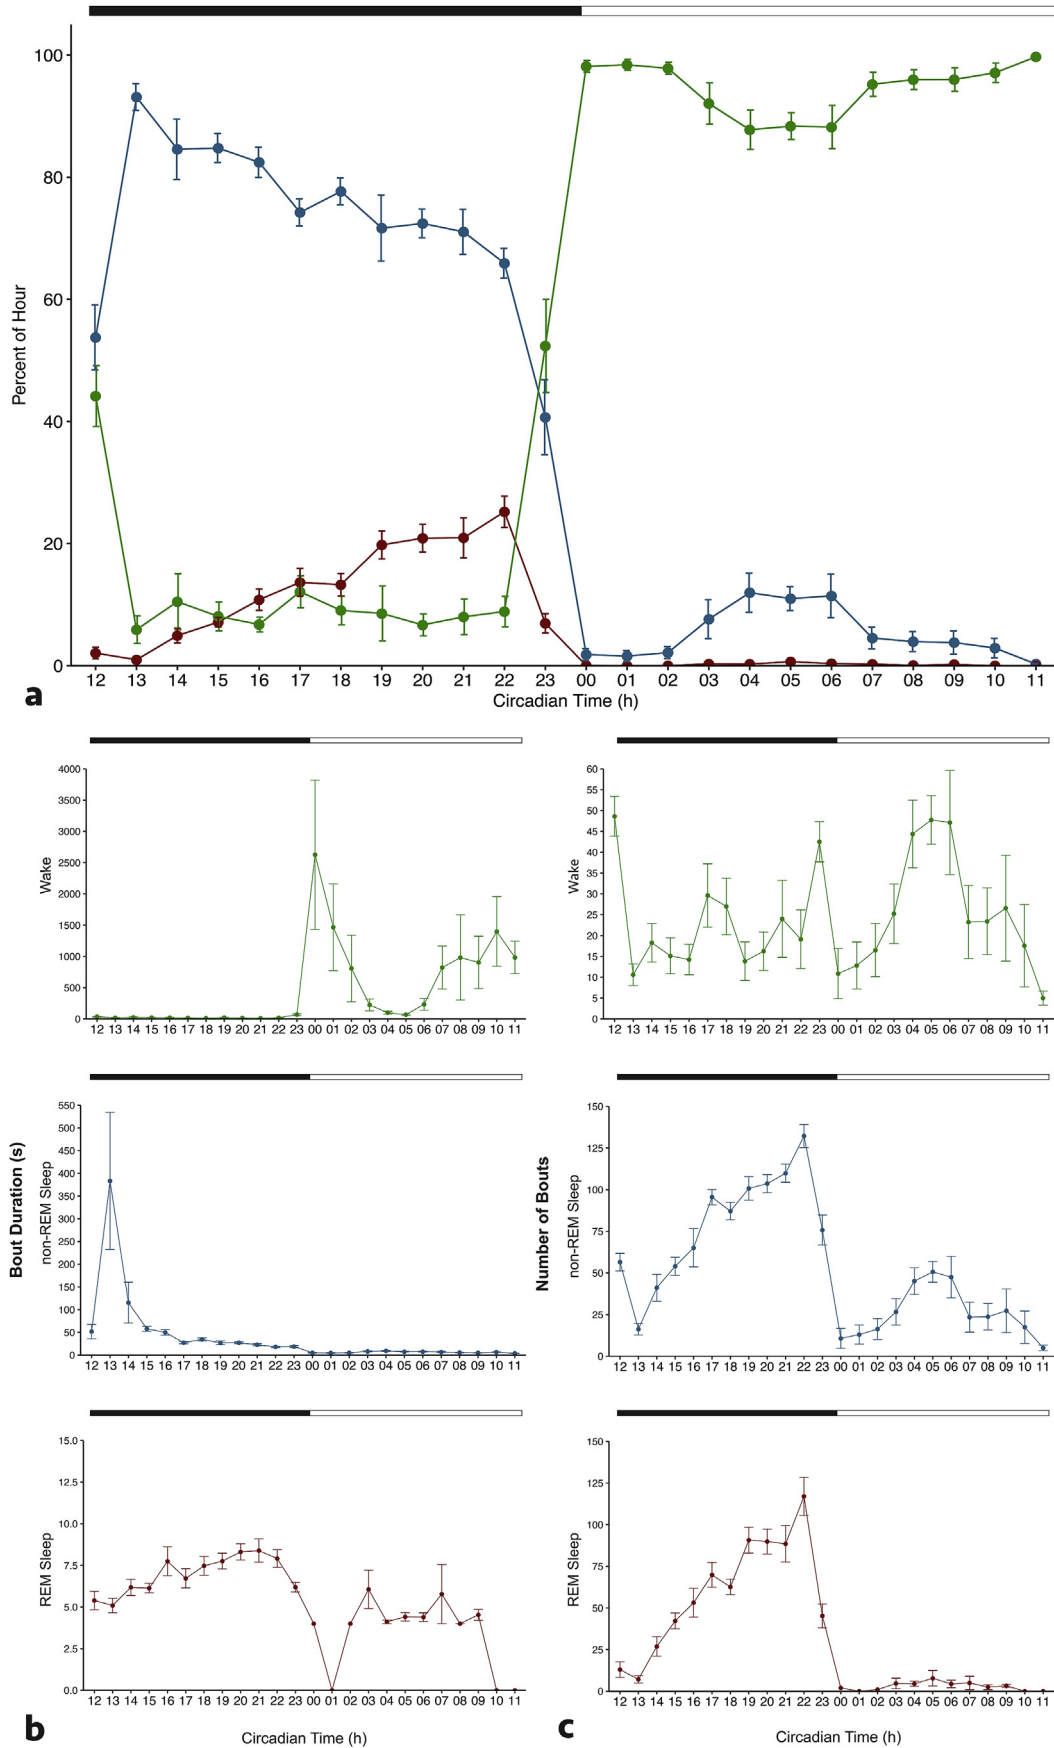 100
80
60
40
20
0
Percent of Hour
12 13 14 15 16 17 18 19 20 21 22 23 00 01 02 03 04 05 06 07 08 09 10 11
Circadian Time (h)
a
4000
3500
3000
2500
2000
1500
1000
500
0
Wake
12 13 14 15 16 17 18 19 20 21 22 23 00 01 02 03 04 05 06 07 08 09 10 11
60
55
50
45
40
35
30
25
20
15
10
5
0
Wake
12 13 14 15 16 17 18 19 20 21 22 23 00 01 02 03 04 05 06 07 08 09 10 11
Bout Duration (s)
non-REM Sleep
550
500
450
400
350
300
250
200
150
100
50
0
12 13 14 15 16 17 18 19 20 21 22 23 00 01 02 03 04 05 06 07 08 09 10 11
Number of Bouts
non-REM Sleep
150
125
100
75
50
25
0
12 13 14 15 16 17 18 19 20 21 22 23 00 01 02 03 04 05 06 07 08 09 10 11
REM Sleep
15.0
12.5
10.0
7.5
5.0
2.5
0.0
12 13 14 15 16 17 18 19 20 21 22 23 00 01 02 03 04 05 06 07 08 09 10 11
Circadian Time (h)
b
REM Sleep
150
125
100
75
50
25
0
12 13 14 15 16 17 18 19 20 21 22 23 00 01 02 03 04 05 06 07 08 09 10 11
Circadian Time (h)
c